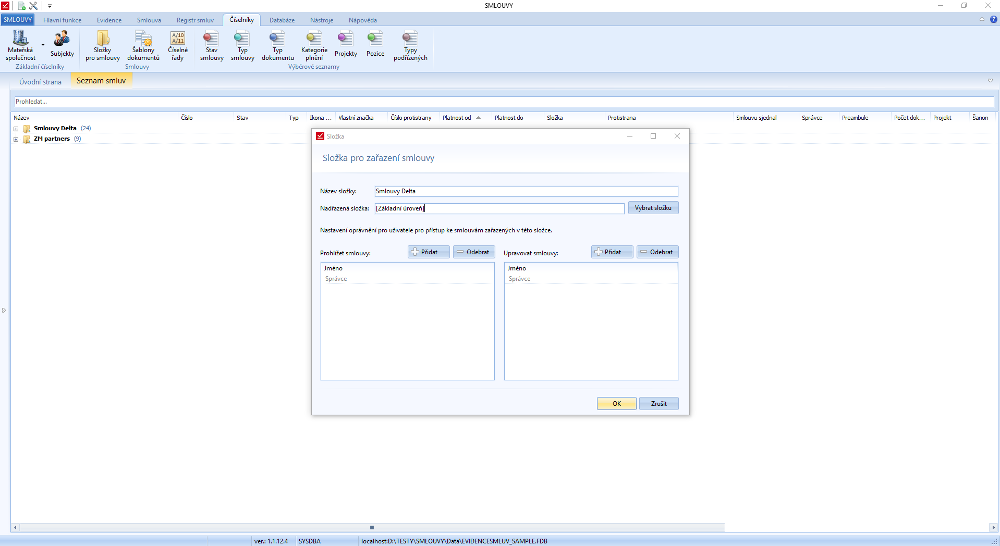 SMLOUVY
SMLOUVY Hlavní funkce Evidence Smlouva Registr smluv Číselníky Databáze Nástroje Nápověda
Mateřská společnost
Subjekty
Složky pro smlouvy
Šablony dokumentů
A/10 A/11
Číselné řady
Stav smlouvy
Typ smlouvy
Typ dokumentu
Kategorie plnění
Projekty
Pozice
Typy podřízených
Základní číselníky Smlouvy Výběrové seznamy
Úvodní strana Seznam smluv
Prohledat...
Název Číslo Stav Typ Ikona ... Vlastní značka Číslo protistrany Platnost od Platnost do Složka Protistrana Smlouvu sjednal Správce Preambule Počet dok... Projekt Šanon
Smlouvy Delta (24)
ZM partners (9)
Složka
Složka pro zařazení smlouvy
Název složky: Smlouvy Delta
Nadřazená složka: [Základní úroveň] Vybrat složku
Nastavení oprávnění pro uživatele pro přístup ke smlouvám zařazených v této složce.
Prohlížet smlouvy: Přidat Odebrat Upravovat smlouvy: Přidat Odebrat
Jméno Jméno
Správce Správce
OK Zrušit
ver.: 1.1.12.4 SYSDBA localhost:D:\TESTY\SMLOUVY\Data\EVIDENCESMLUV_SAMPLE.FDB